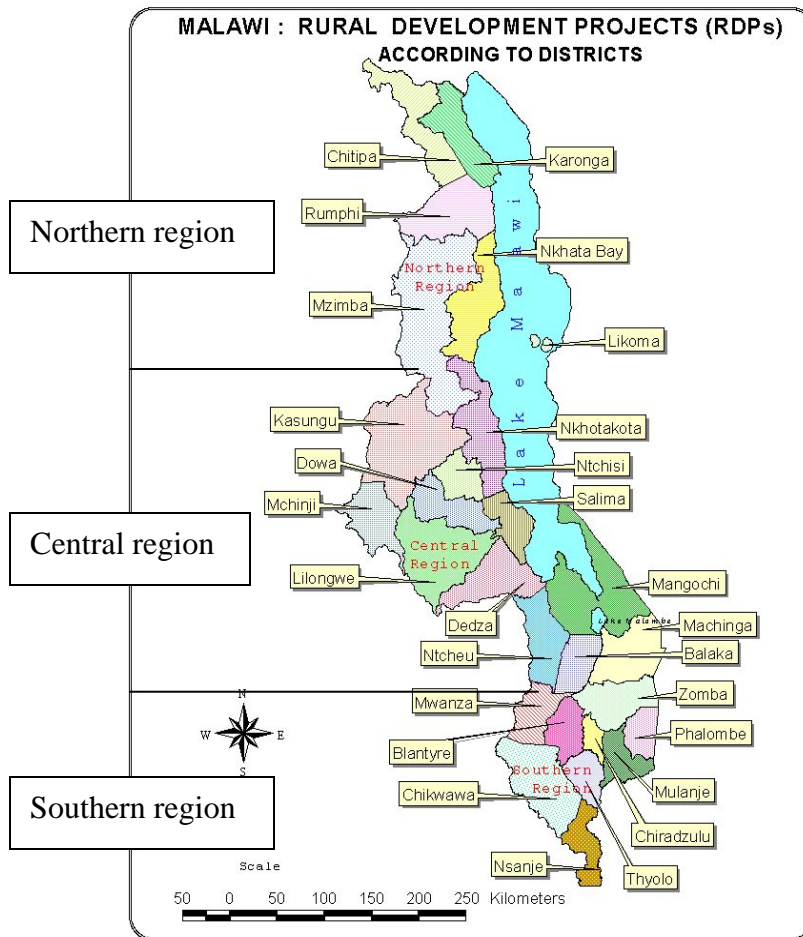 MALAWI : RURAL DEVELOPMENT PROJECTS (RDPs)
ACCORDING TO DISTRICTS
Chitipa
Karonga
Northern region
Rumphi
Nkhata Bay
Northern
Region
Mzimba
Likoma
Lake Malawi
Kasungu
Nkhotakota
Dowa
Ntchisi
Mchinji
Salima
Central region
Central
Region
Lilongwe
Mangochi
Dedza
Lake
Machinga
Ntcheu
Balaka
N
W E
S
Mwanza
Zomba
Blantyre
Phalombe
Southern
Region
Southern region
Chikwawa
Mulanje
Chiradzulu
Scale
Nsanje
Thyolo
50 0 50 100 150 200 250 Kilometers